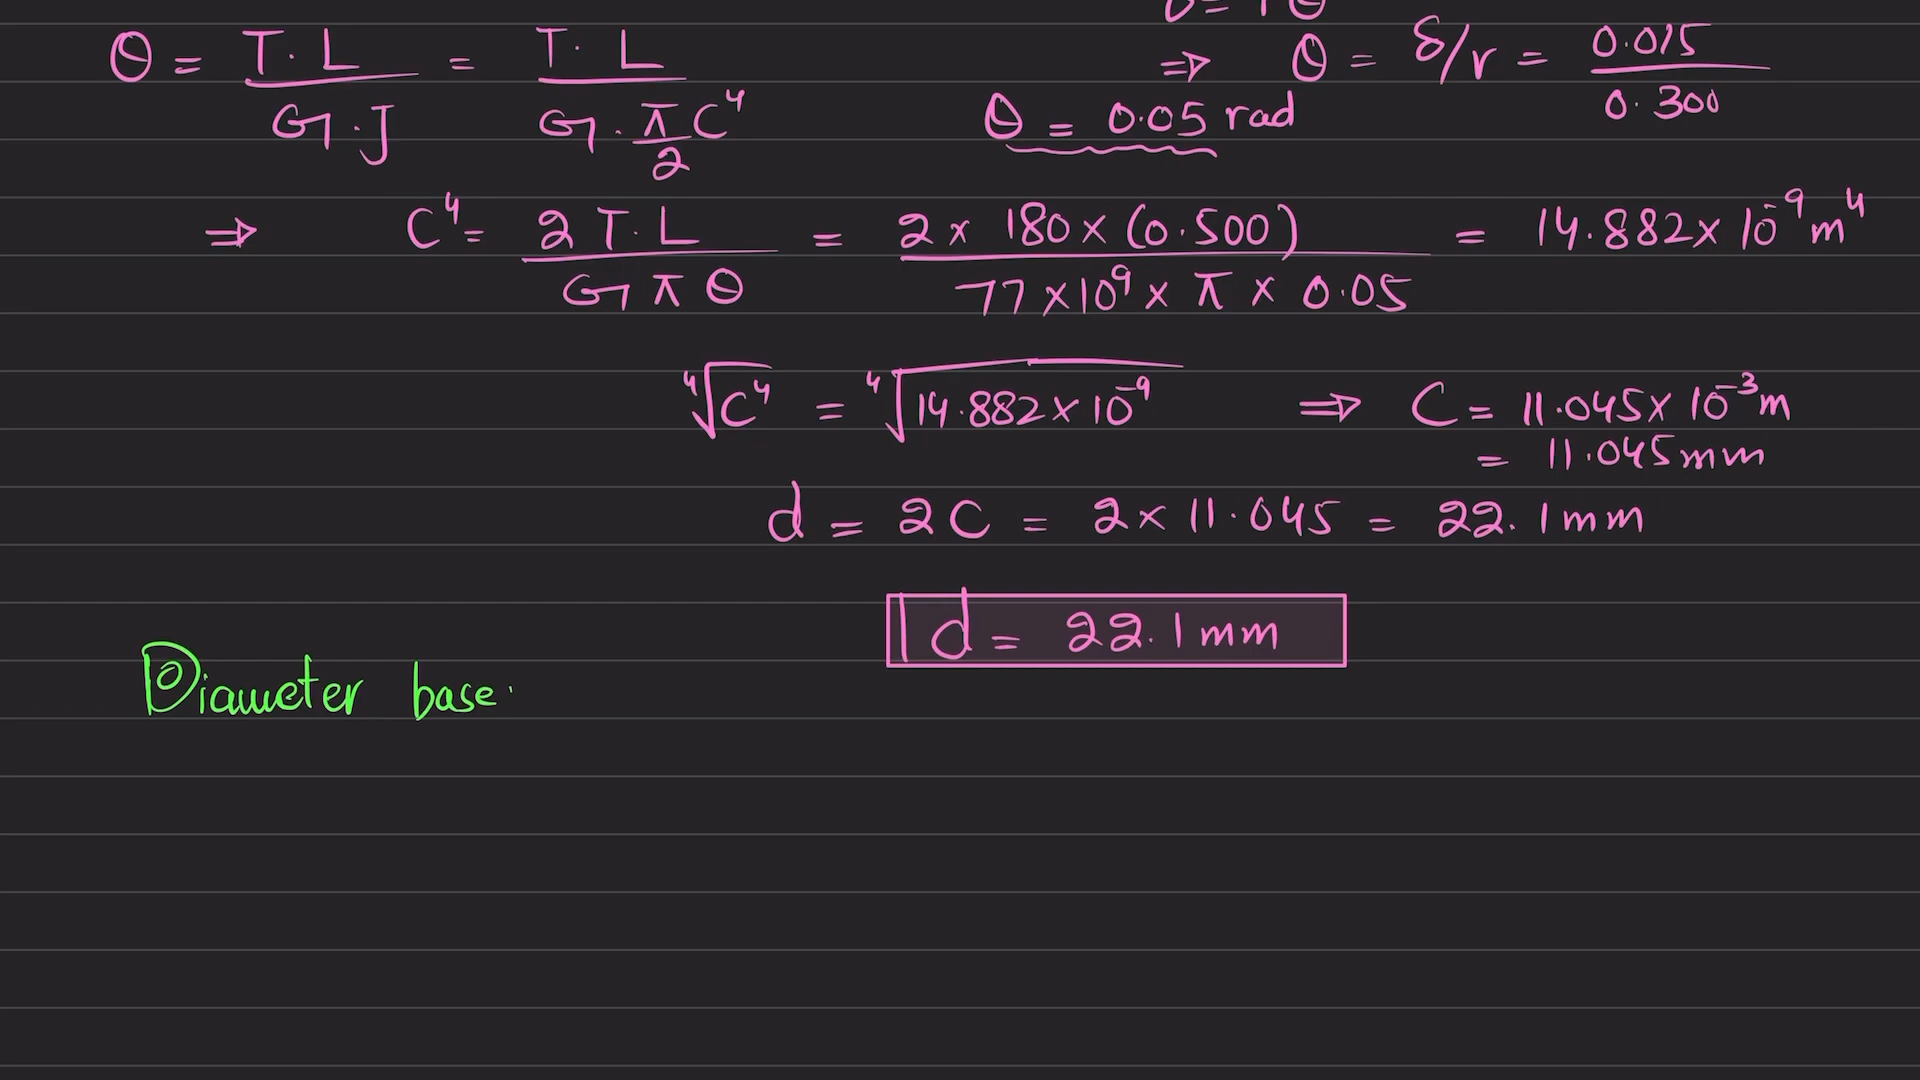 θ = T·L / G·J = T·L / G·π/2 C⁴
⇒ θ = δ/r = 0.015 / 0.300
θ = 0.05 rad
⇒ C⁴ = 2 T·L / G π θ = 2 × 180 × (0.500) / 77 × 10⁹ × π × 0.05 = 14.882 × 10⁻⁹ m⁴
⁴√C⁴ = ⁴√14.882 × 10⁻⁹ ⇒ C = 11.045 × 10⁻³ m
= 11.045 mm
d = 2C = 2 × 11.045 = 22.1 mm
d = 22.1 mm
Diameter base